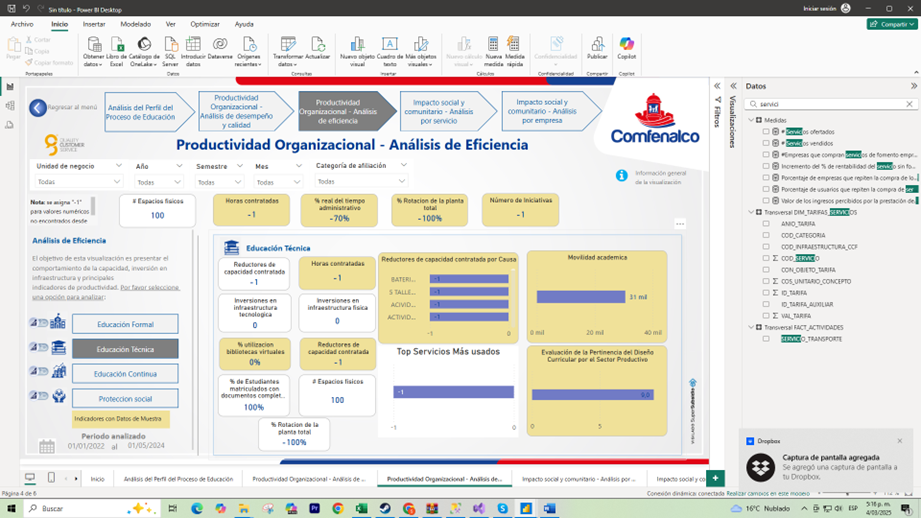 Sin título - Power BI Desktop
Iniciar sesión
Archivo Inicio Insertar Modelado Ver Optimizar Ayuda
Compartir
Pegar
Cortar
Copiar
Copiar formato
Obtener datos
Libro de Excel
Catálogo de OneLake
SQL Server
Introducir datos
Dataverse
Orígenes recientes
Transformar datos
Actualizar
Nuevo objeto visual
Cuadro de texto
Más objetos visuales
Nuevo cálculo visual
Nueva medida
Medida rápida
Confidencialidad
Publicar
Copilot
Portapapeles Datos Consultas Insertar Cálculos Confidencialidad Compartir Copilot
Regresar al menú
Análisis del Perfil del Proceso de Educación
Productividad Organizacional - Análisis de desempeño y calidad
Productividad Organizacional - Análisis de eficiencia
Impacto social y comunitario - Análisis por servicio
Impacto social y comunitario - Análisis por empresa
Comfenalco
QUALITY CUSTOMER SERVICE
Productividad Organizacional - Análisis de Eficiencia
Unidad de negocio
Todas
Año
Todas
Semestre
Todas
Mes
Todas
Categoría de afiliación
Todas
Información general de la visualización
Nota: se asigna "-1" para valores numéricos no encontrados desde
# Espacios físicos
100
Horas contratadas
-1
% real del tiempo administrativo
-70%
% Rotacion de la planta total
-100%
Número de Iniciativas
-1
Análisis de Eficiencia
El objetivo de esta visualización es presentar el comportamiento de la capacidad, inversión en infraestructura y principales indicadores de productividad. Por favor seleccione una opción para analizar:
Educación Formal
Educación Técnica
Educación Continua
Proteccion social
Indicadores con Datos de Muestra
Periodo analizado
01/01/2022 al 01/05/2024
Educación Técnica
Reductores de capacidad contratada
-1
Horas contratadas
-1
Inversiones en infraestructura tecnologica
0
Inversiones en infraestructura fisica
0
% utilizacion bibliotecas virtuales
0%
Reductores de capacidad contratada
-1
% de Estudiantes matriculados con documentos complet...
100%
# Espacios físicos
100
% Rotacion de la planta total
-100%
Reductores de capacidad contratada por Causa
BATERI...
S TALLE...
ACIVID...
ACTIVID...
-1
-1
-1
-1
-1 0
Movilidad academica
31 mil
0 mil 20 mil 40 mil
Top Servicios Más usados
-1
-1 0
Evaluación de la Pertinencia del Diseño Curricular por el Sector Productivo
0,0
0 5
VIGILADO SuperSubsidio
Filtros
Visualizaciones
Datos
servici
Medidas
# Servicios ofertados
# Servicios vendidos
#Empresas que compran servicios de fomento empr...
Incremento del % de rentabilidad del servicio sin fo...
Porcentaje de empresas que repiten la compra de lo...
Porcentaje de usuarios que repiten la compra de ser
Valor de los ingresos percibidos por la prestación de...
Transversal DIM_TARIFAS_SERVICIOS
ANIO_TARIFA
COD_CATEGORIA
COD_INFRAESTRUCTURA_CCF
COD_SERVICIO
CON_OBJETO_TARIFA
COS_UNITARIO_CONCEPTO
ID_TARIFA
ID_TARIFA_AUXILIAR
VAL_TARIFA
Transversal FACT_ACTIVIDADES
SERVICIO_TRANSPORTE
Dropbox
Captura de pantalla agregada
Se agregó una captura de pantalla a tu Dropbox.
Inicio
Análisis del Perfil del Proceso de Educación
Productividad Organizacional - Análisis de ...
Productividad Organizacional - Análisis de...
Impacto social y comunitario - Análisis por ...
Impacto social y co
Página 4 de 6
Conexión dinámica: conectada Realizar cambios en este modelo
Buscar
16°C Nublado
ESP
5:16 p. m.
4/03/2025